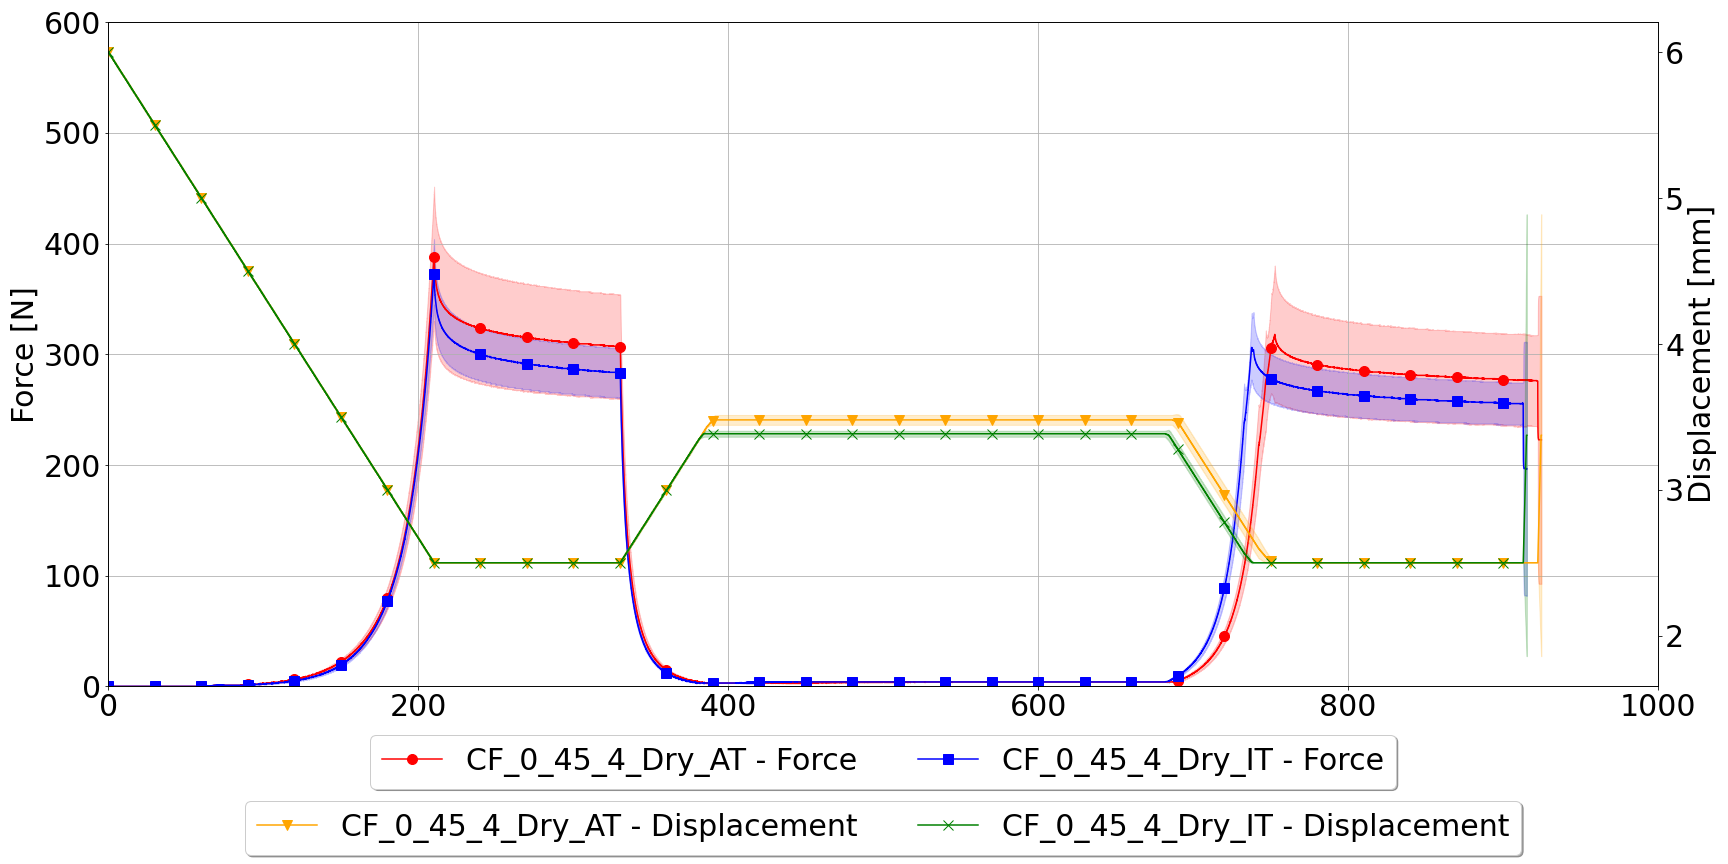 600
500
400
300
200
100
0
Force [N]
6
5
4
3
2
Displacement [mm]
0 200 400 600 800 1000
CF_0_45_4_Dry_AT - Force CF_0_45_4_Dry_IT - Force
CF_0_45_4_Dry_AT - Displacement CF_0_45_4_Dry_IT - Displacement